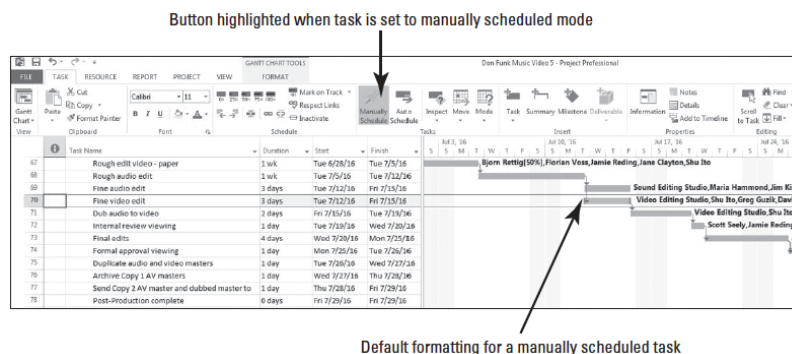 Button highlighted when task is set to manually scheduled mode
GANTT CHART TOOLS
Don Funk Music Video 5 - Project Professional
FILE TASK RESOURCE REPORT PROJECT VIEW FORMAT
Gantt Chart
View
Paste
Cut
Copy
Format Painter
Clipboard
Calibri 11
B I U
Font
Mark on Track
Respect Links
Inactivate
Schedule
Manually Schedule
Auto Schedule
Inspect Move Mode
Tasks
Task Summary Milestone Deliverable
Insert
Information
Notes
Details
Add to Timeline
Properties
Scroll to Task
Find
Clear
Fill
Editing
Task Name Duration Start Finish
Jul 3, '16 Jul 10, '16 Jul 17, '16 Jul 24, '16
67 Rough edit video - paper 1 wk Tue 6/28/16 Tue 7/5/16 Bjorn Rettig[50%],Florian Voss,Jamie Reding,Jane Clayton,Shu Ito
68 Rough audio edit 1 wk Tue 7/5/16 Tue 7/12/16
69 Fine audio edit 3 days Tue 7/12/16 Fri 7/15/16 Sound Editing Studio,Maria Hammond,Jim Ki
70 Fine video edit 3 days Tue 7/12/16 Fri 7/15/16 Video Editing Studio,Shu Ito,Greg Guzik,Davi
71 Dub audio to video 2 days Fri 7/15/16 Tue 7/19/16 Video Editing Studio,Shu Ito
72 Internal review viewing 1 day Tue 7/19/16 Wed 7/20/16 Scott Seely,Jamie Reding
73 Final edits 4 days Wed 7/20/16 Mon 7/25/16
74 Formal approval viewing 1 day Mon 7/25/16 Tue 7/26/16
75 Duplicate audio and video masters 1 day Tue 7/26/16 Wed 7/27/16
76 Archive Copy 1 AV masters 1 day Wed 7/27/16 Thu 7/28/16
77 Send Copy 2 AV master and dubbed master to 1 day Thu 7/28/16 Fri 7/29/16
78 Post-Production complete 0 days Fri 7/29/16 Fri 7/29/16
Default formatting for a manually scheduled task